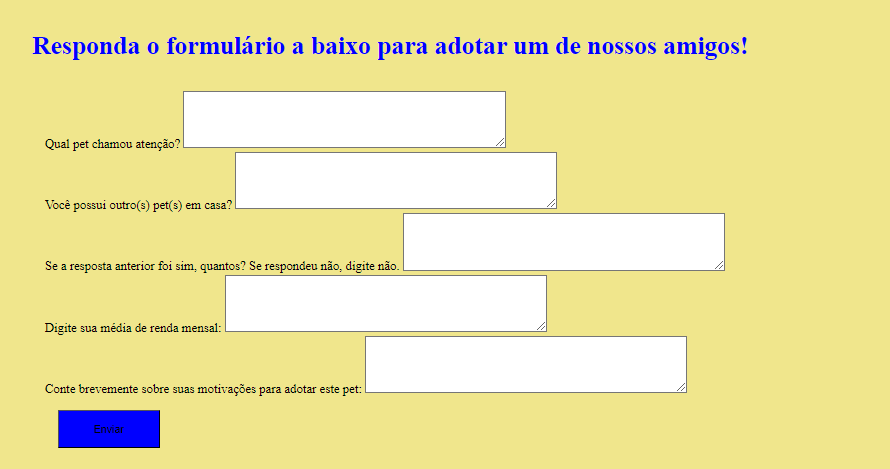 Responda o formulário a baixo para adotar um de nossos amigos!
Qual pet chamou atenção?
Você possui outro(s) pet(s) em casa?
Se a resposta anterior foi sim, quantos? Se respondeu não, digite não.
Digite sua média de renda mensal:
Conte brevemente sobre suas motivações para adotar este pet:
Enviar